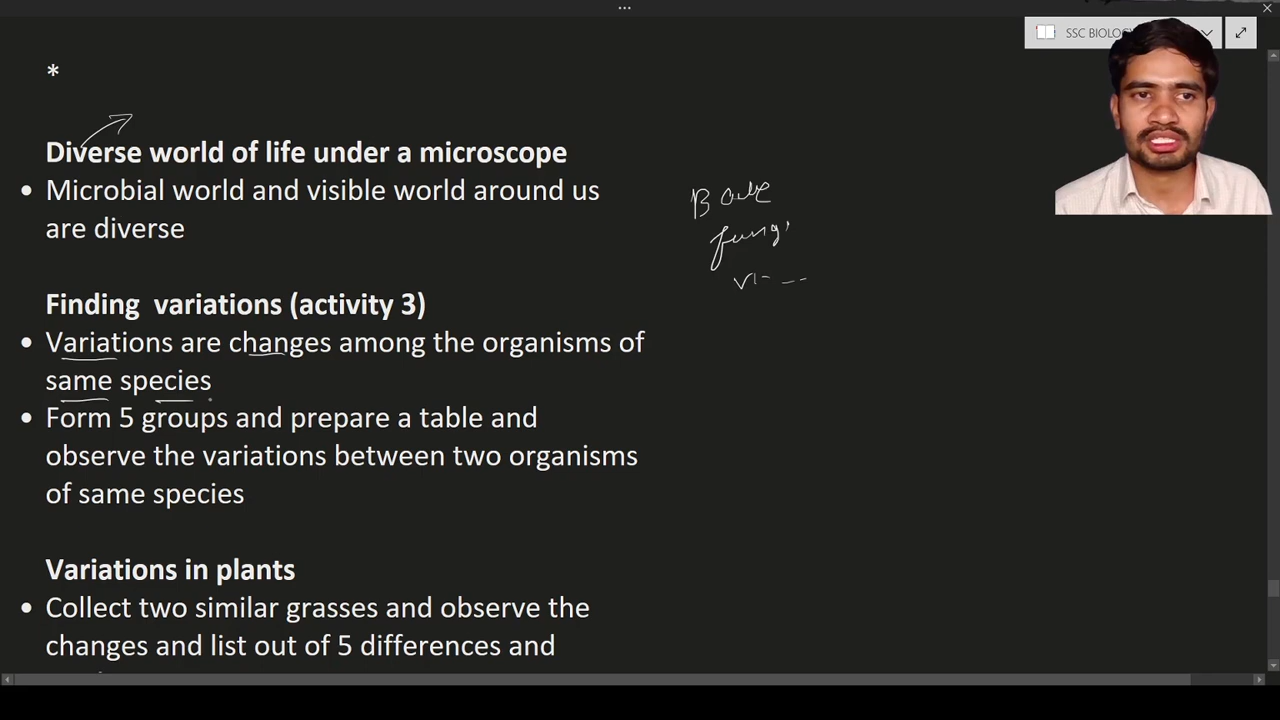 SSC BIOLOGY
*
Diverse world of life under a microscope
• Microbial world and visible world around us
are diverse
fungi
Finding variations (activity 3)
• Variations are changes among the organisms of
same species
• Form 5 groups and prepare a table and
observe the variations between two organisms
of same species
Variations in plants
• Collect two similar grasses and observe the
changes and list out of 5 differences and